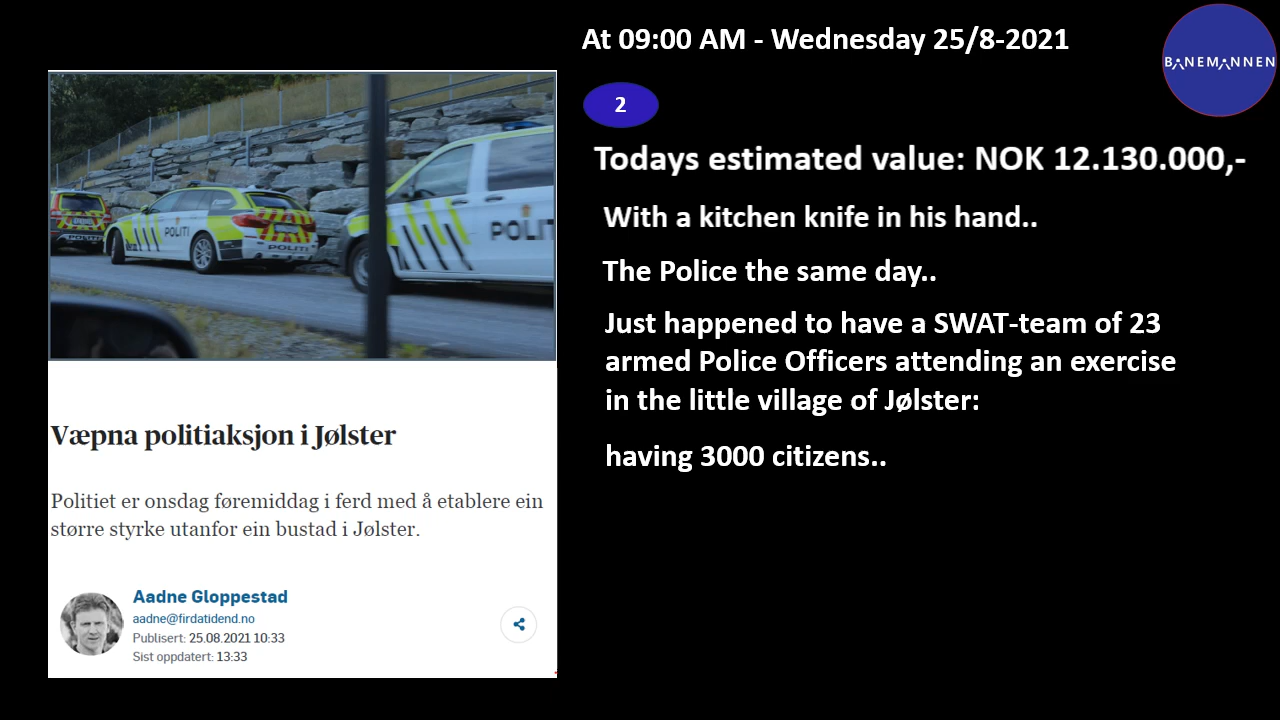 At 09:00 AM - Wednesday 25/8-2021
BANEMANNEN
2
Todays estimated value: NOK 12.130.000,-
With a kitchen knife in his hand..
The Police the same day..
Just happened to have a SWAT-team of 23
armed Police Officers attending an exercise
in the little village of Jølster:
having 3000 citizens..
POLITI
POLITI
POLITI
POLITI
Væpna politiaksjon i Jølster
Politiet er onsdag føremiddag i ferd med å etablere ein
større styrke utanfor ein bustad i Jølster.
Aadne Gloppestad
aadne@firdatidend.no
Publisert: 25.08.2021 10:33
Sist oppdatert: 13:33